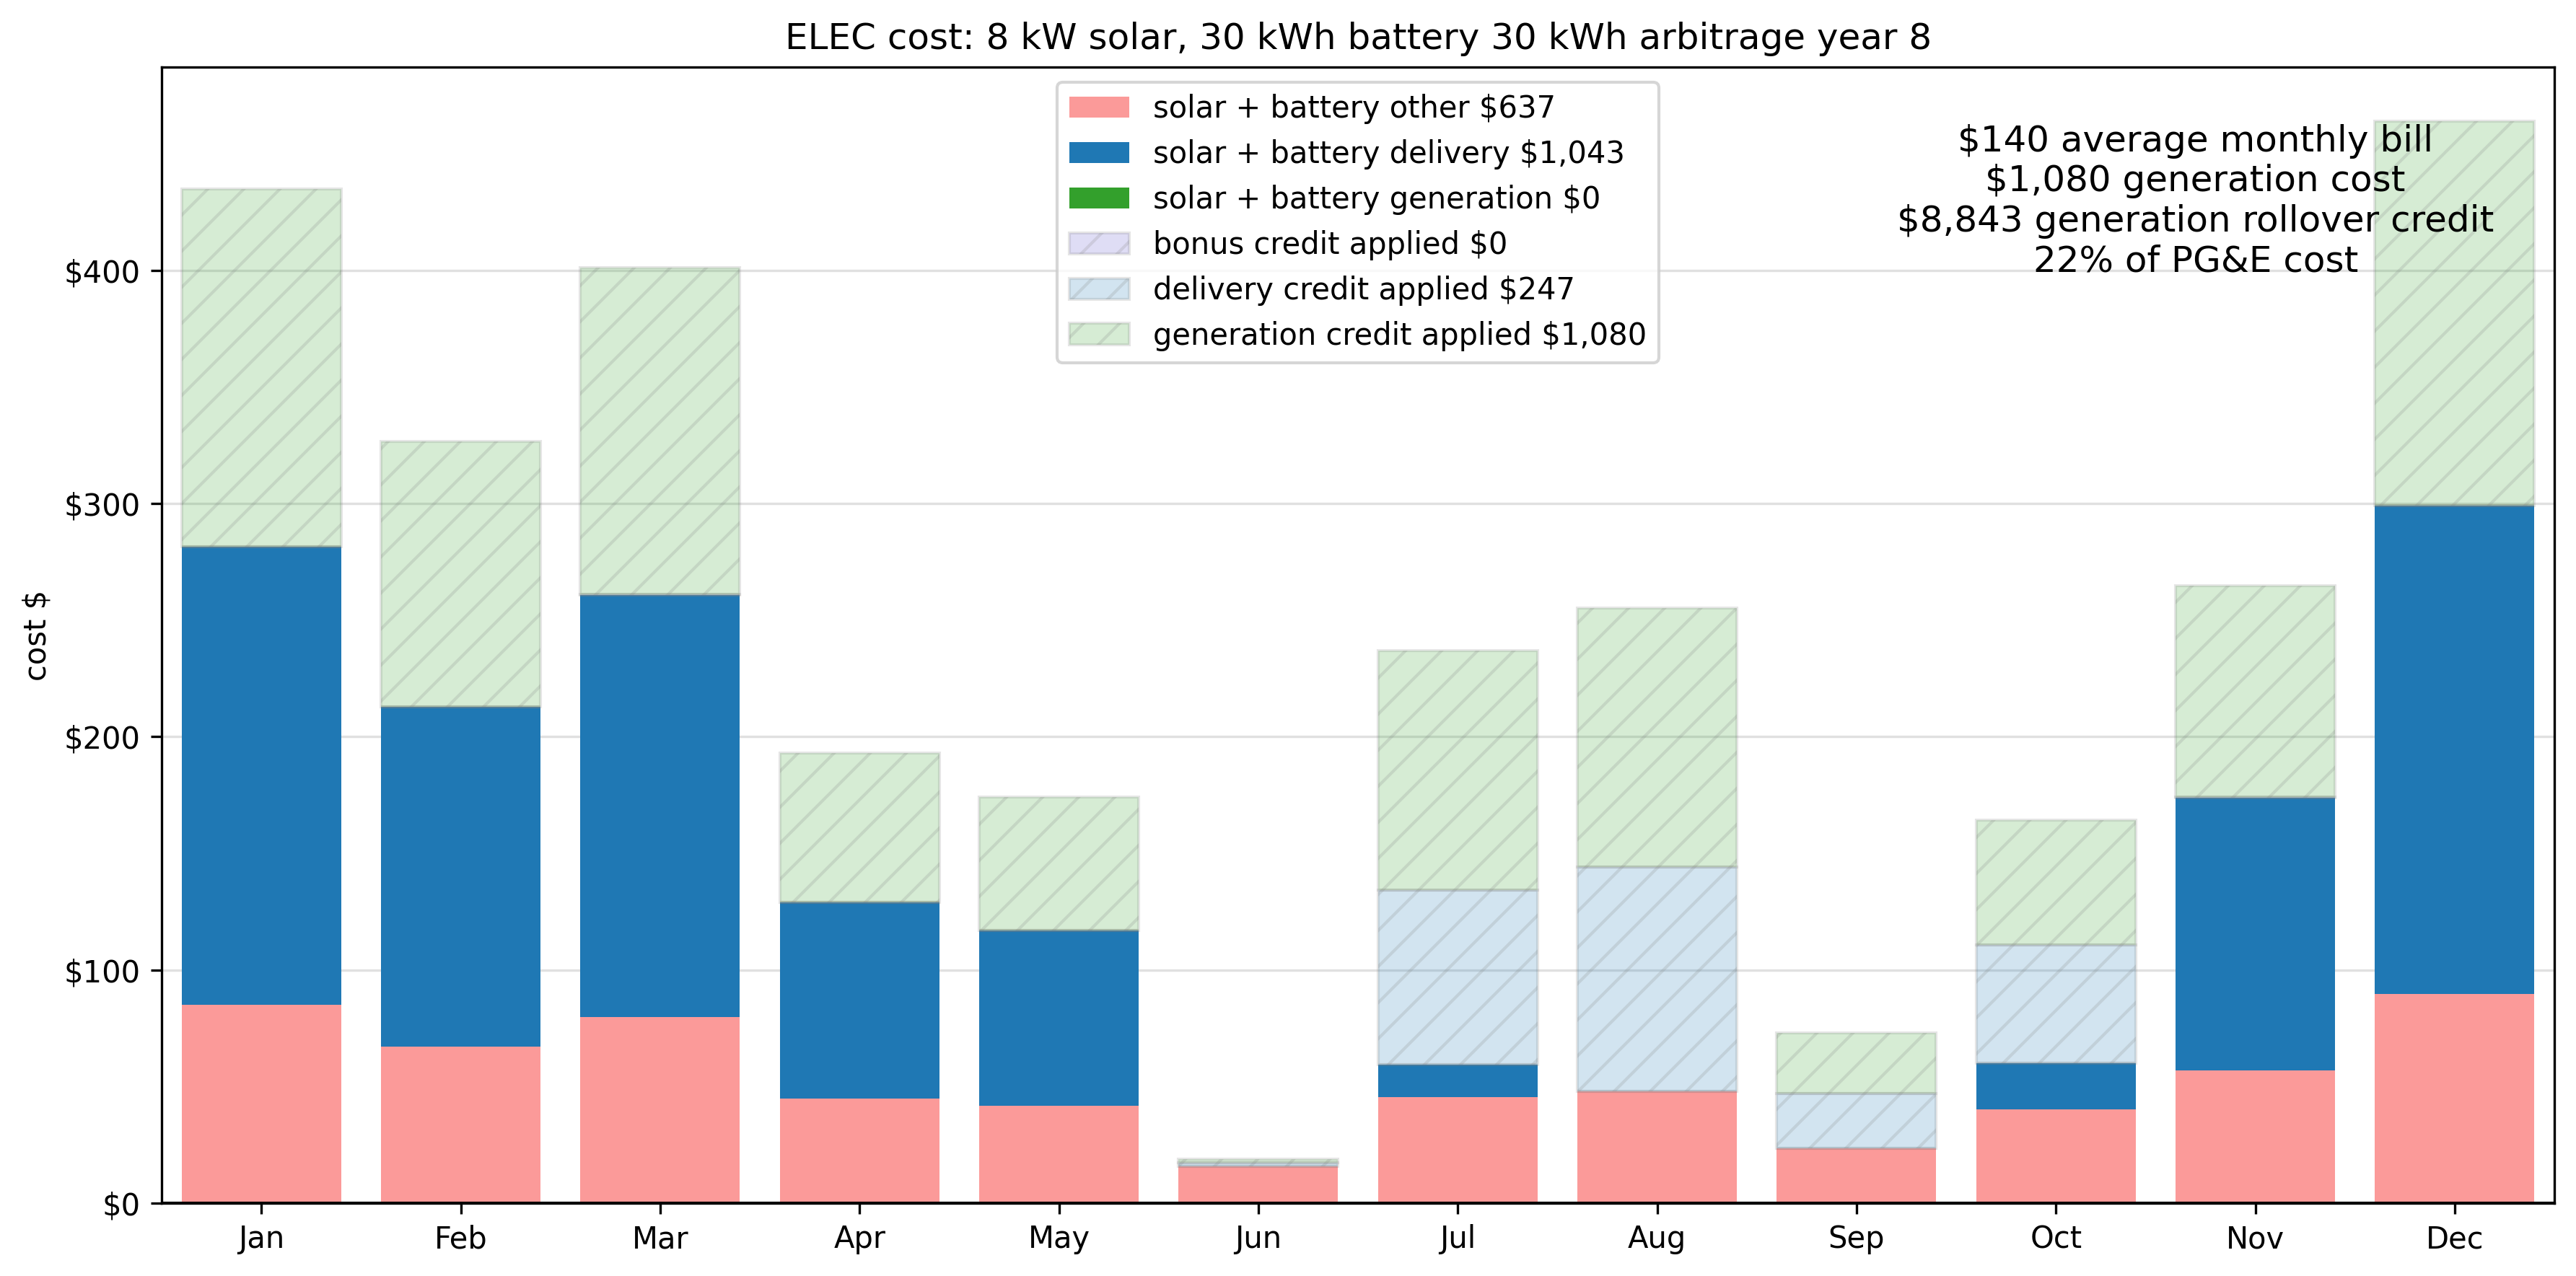 ELEC cost: 8 kW solar, 30 kWh battery 30 kWh arbitrage year 8
solar + battery other $637
solar + battery delivery $1,043
solar + battery generation $0
bonus credit applied $0
delivery credit applied $247
generation credit applied $1,080
$140 average monthly bill
$1,080 generation cost
$8,843 generation rollover credit
22% of PG&E cost
cost $
$400
$300
$200
$100
$0
Jan Feb Mar Apr May Jun Jul Aug Sep Oct Nov Dec